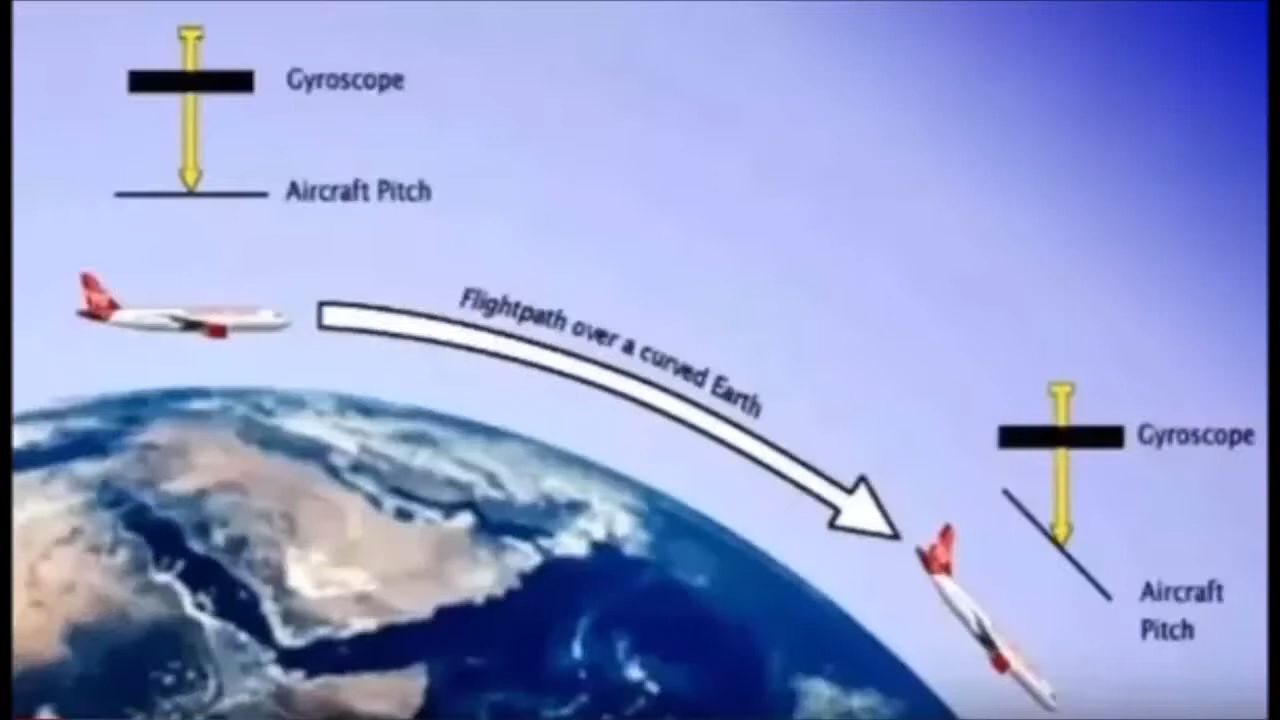 Gyroscope
Aircraft Pitch
Flightpath over a curved Earth
Gyroscope
Aircraft
Pitch